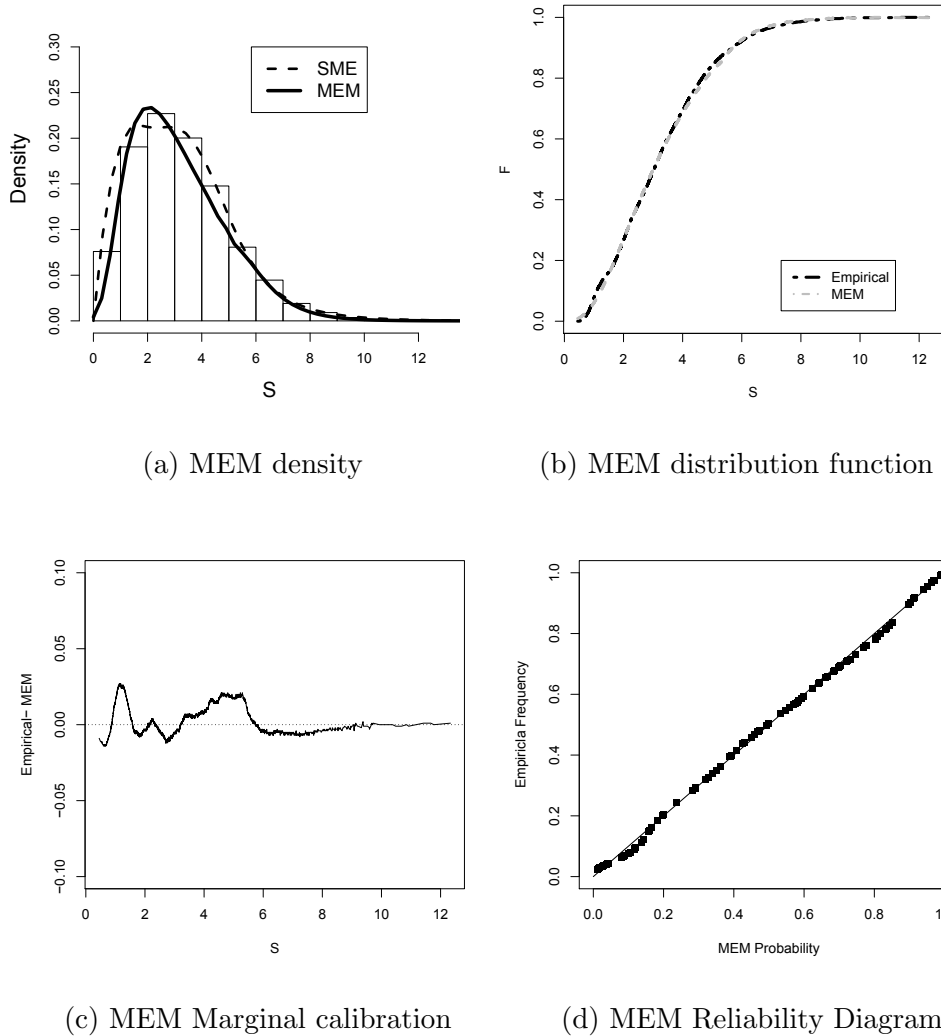 0.30
0.25
0.20
0.15
0.10
0.05
0.00
Density
SME
MEM
0 2 4 6 8 10 12
S
(a) MEM density
1.0
0.8
0.6
0.4
0.2
0.0
F
Empirical
MEM
0 2 4 6 8 10 12
S
(b) MEM distribution function
0.10
0.05
0.00
−0.05
−0.10
Empirical− MEM
0 2 4 6 8 10 12
S
(c) MEM Marginal calibration
1.0
0.8
0.6
0.4
0.2
0.0
Empiricla Frequency
0.0 0.2 0.4 0.6 0.8 1
MEM Probability
(d) MEM Reliability Diagram